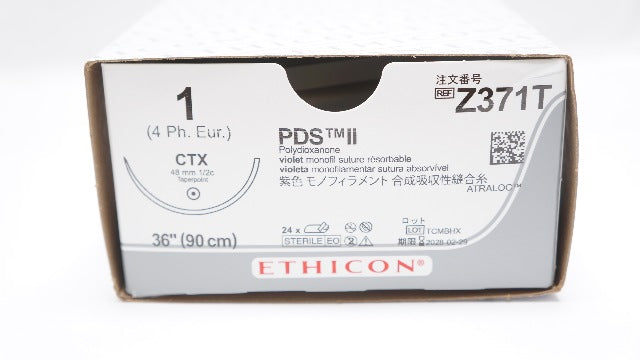 1
(4 Ph. Eur.)
CTX
48 mm 1/2c
Taperpoint
36" (90 cm)
PDS™II
Polydioxanone
violet monofil suture résorbable
violeta monofilamentar sutura absorvível
紫色 モノフィラメント 合成吸収性縫合糸
注文番号
REF Z371T
ATRALOC™
24 x
STERILE EO
ロット
LOT TCMBHX
期限 2028-02-29
ETHICON®